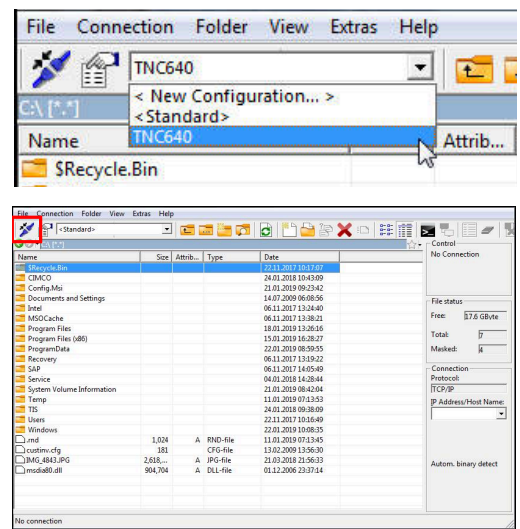 File Connection Folder View Extras Help
TNC640
< New Configuration... >
<Standard>
TNC640
C:\ [*.*]
Name Attrib...
$Recycle.Bin
File Connection Folder View Extras Help
<Standard>
Name Size Attrib... Type Date
$Recycle.Bin 22.11.2017 10:17:07
CIMCO 24.01.2018 10:43:09
Config.Msi 21.01.2019 09:23:42
Documents and Settings 14.07.2009 06:08:56
Intel 06.11.2017 13:24:40
MSOCache 06.11.2017 13:38:21
Program Files 18.01.2019 13:26:16
Program Files (x86) 15.01.2019 16:28:27
ProgramData 22.01.2019 08:59:55
Recovery 06.11.2017 13:19:22
SAP 06.11.2017 14:05:49
Service 04.01.2018 14:28:44
System Volume Information 21.01.2019 08:42:04
Temp 11.01.2019 07:13:53
TIS 24.01.2018 09:38:09
Users 22.11.2017 10:16:49
Windows 22.01.2019 10:08:35
.rnd 1,024 A RND-file 11.01.2019 07:13:45
custinv.cfg 181 CFG-file 13.02.2009 13:56:30
IMG_4843.JPG 2,618,... A JPG-file 21.03.2018 21:56:33
msdia80.dll 904,704 A DLL-file 01.12.2006 23:37:14
Control
No Connection
File status
Free: 17.6 GByte
Total: 7
Masked: 4
Connection
Protocol:
TCP/IP
IP Address/Host Name:
Autom. binary detect
No connection